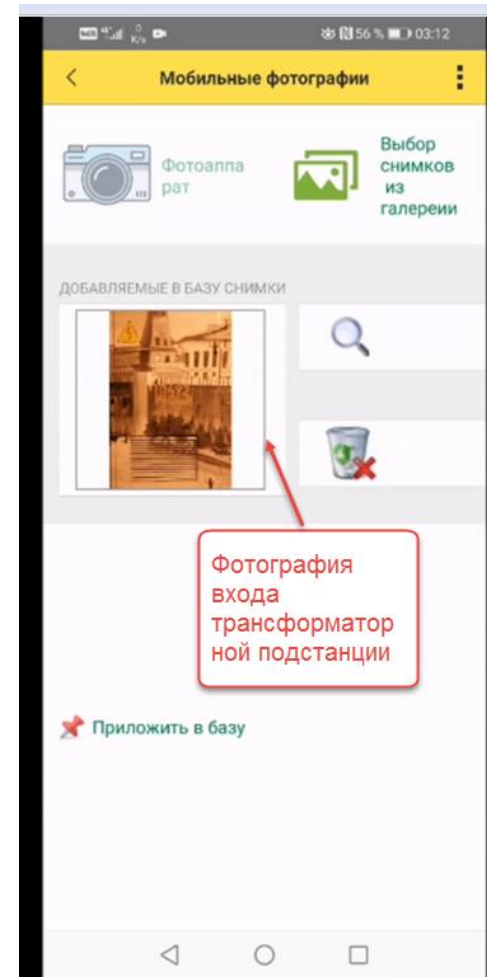 56 % 03:12
Мобильные фотографии
Фотоаппа
рат
Выбор
снимков
из
галереии
ДОБАВЛЯЕМЫЕ В БАЗУ СНИМКИ
Фотография
входа
трансформатор
ной подстанции
Приложить в базу